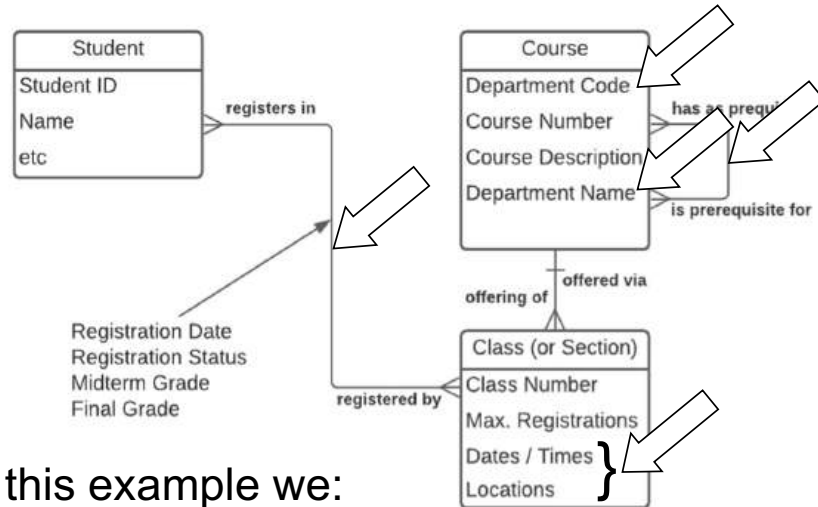 Student
Student ID
Name
etc
registers in
Course
Department Code
Course Number
Course Description
Department Name
has as
is prerequisite for
offered via
offering of
Registration Date
Registration Status
Midterm Grade
Final Grade
registered by
Class (or Section)
Class Number
Max. Registrations
Dates / Times
Locations
}
this example we: